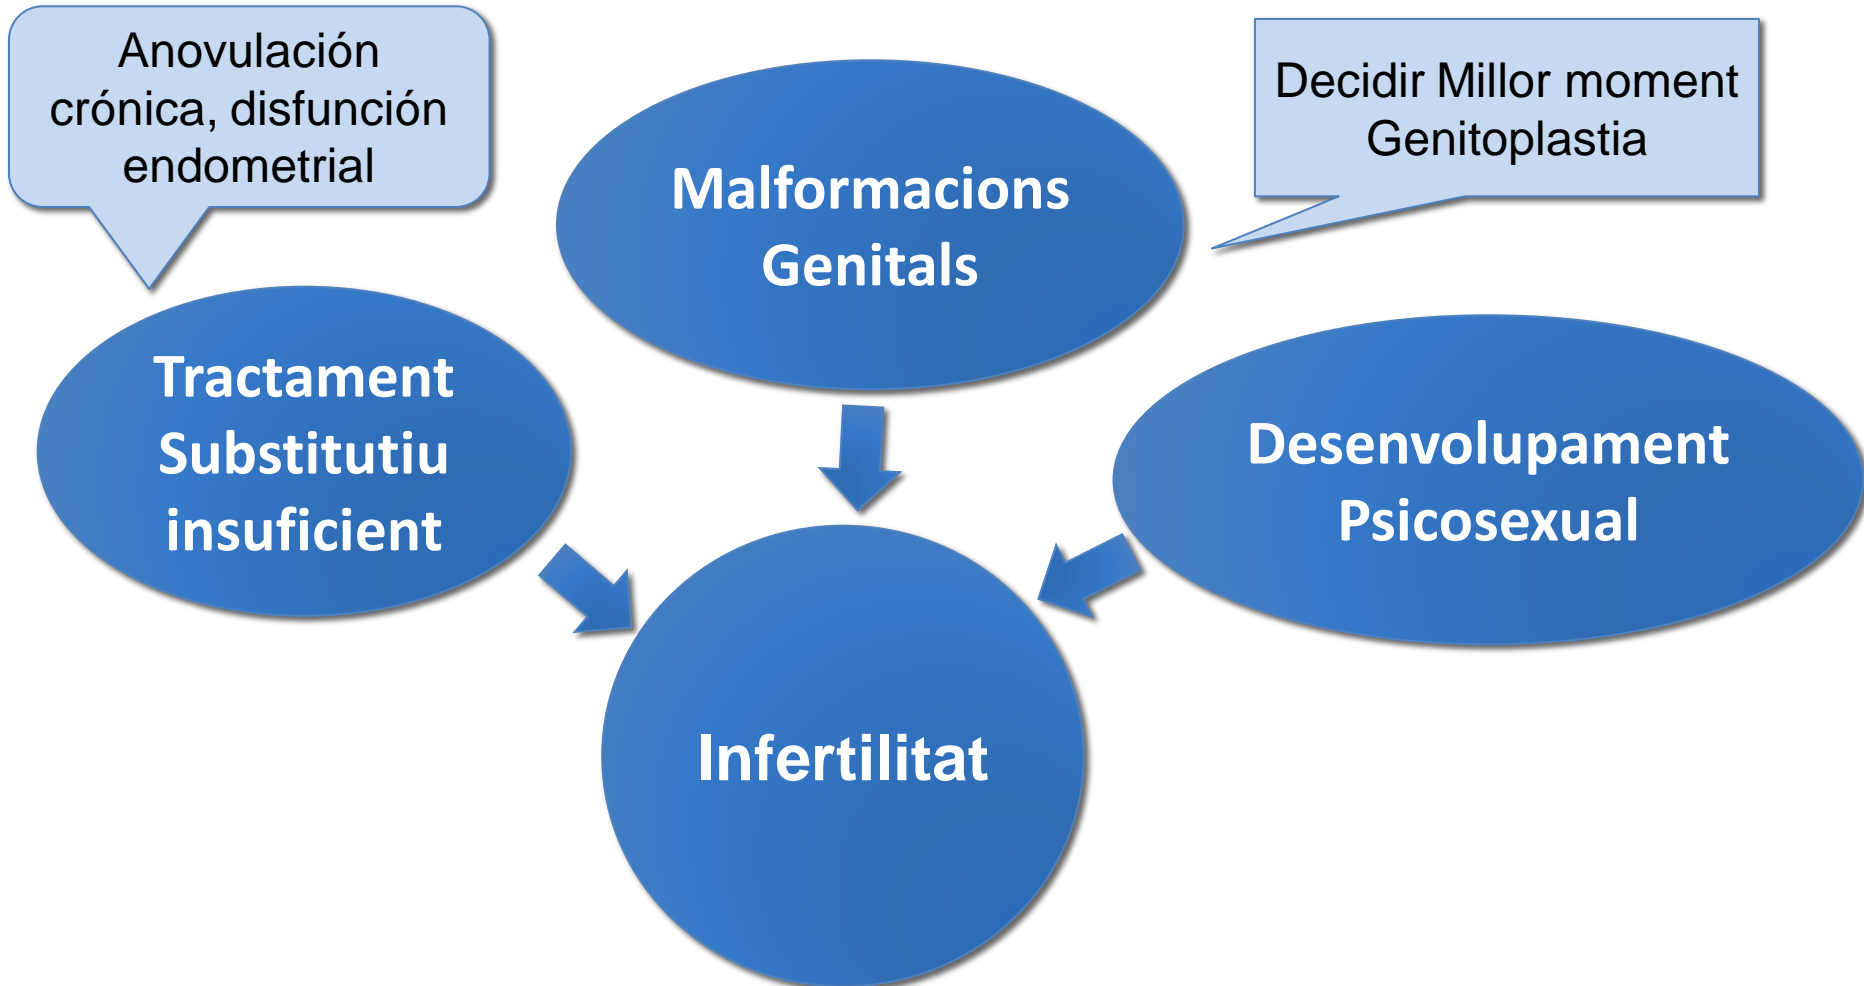 Anovulación
crónica, disfunción
endometrial
Decidir Millor moment
Genitoplastia
Malformacions
Genitals
Tractament
Substitutiu
insuficient
Desenvolupament
Psicosexual
Infertilitat